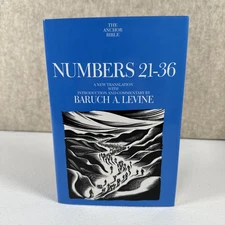 THE
ANCHOR
BIBLE
NUMBERS 21-36
A NEW TRANSLATION
WITH
INTRODUCTION AND COMMENTARY BY
BARUCH A. LEVINE